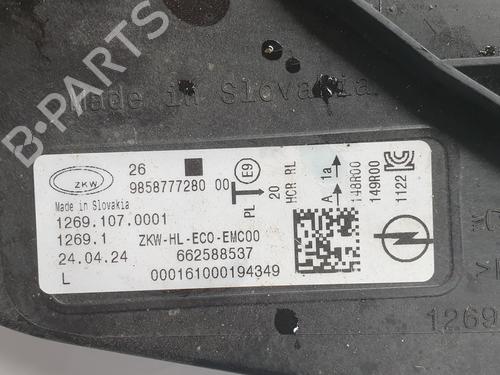 B-PARTS
Made in Slovakia
ZKW
26
9858777280 00
E9
Made in Slovakia
1269.107.0001
1269.1
ZKW-HL-ECO-EMC00
24.04.24
662588537
L
000161000194349
PL
20
HCR RL
A 1a
148R00
149R00
1122
1269